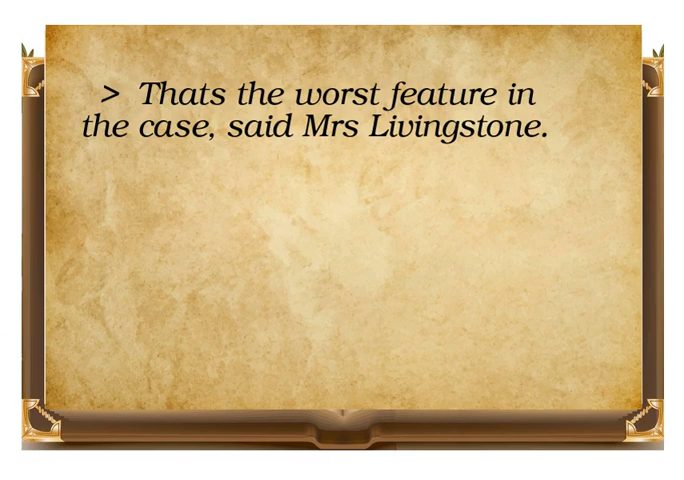 > Thats the worst feature in
the case, said Mrs Livingstone.